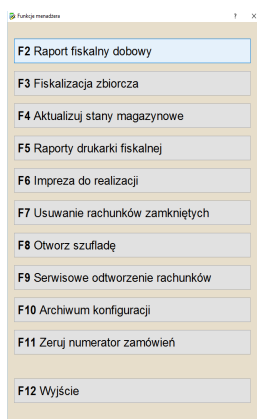 Funkcje menadżera
F2 Raport fiskalny dobowy
F3 Fiskalizacja zbiorcza
F4 Aktualizuj stany magazynowe
F5 Raporty drukarki fiskalnej
F6 Impreza do realizacji
F7 Usuwanie rachunków zamkniętych
F8 Otworz szufladę
F9 Serwisowe odtworzenie rachunków
F10 Archiwum konfiguracji
F11 Zeruj numerator zamówień
F12 Wyjście